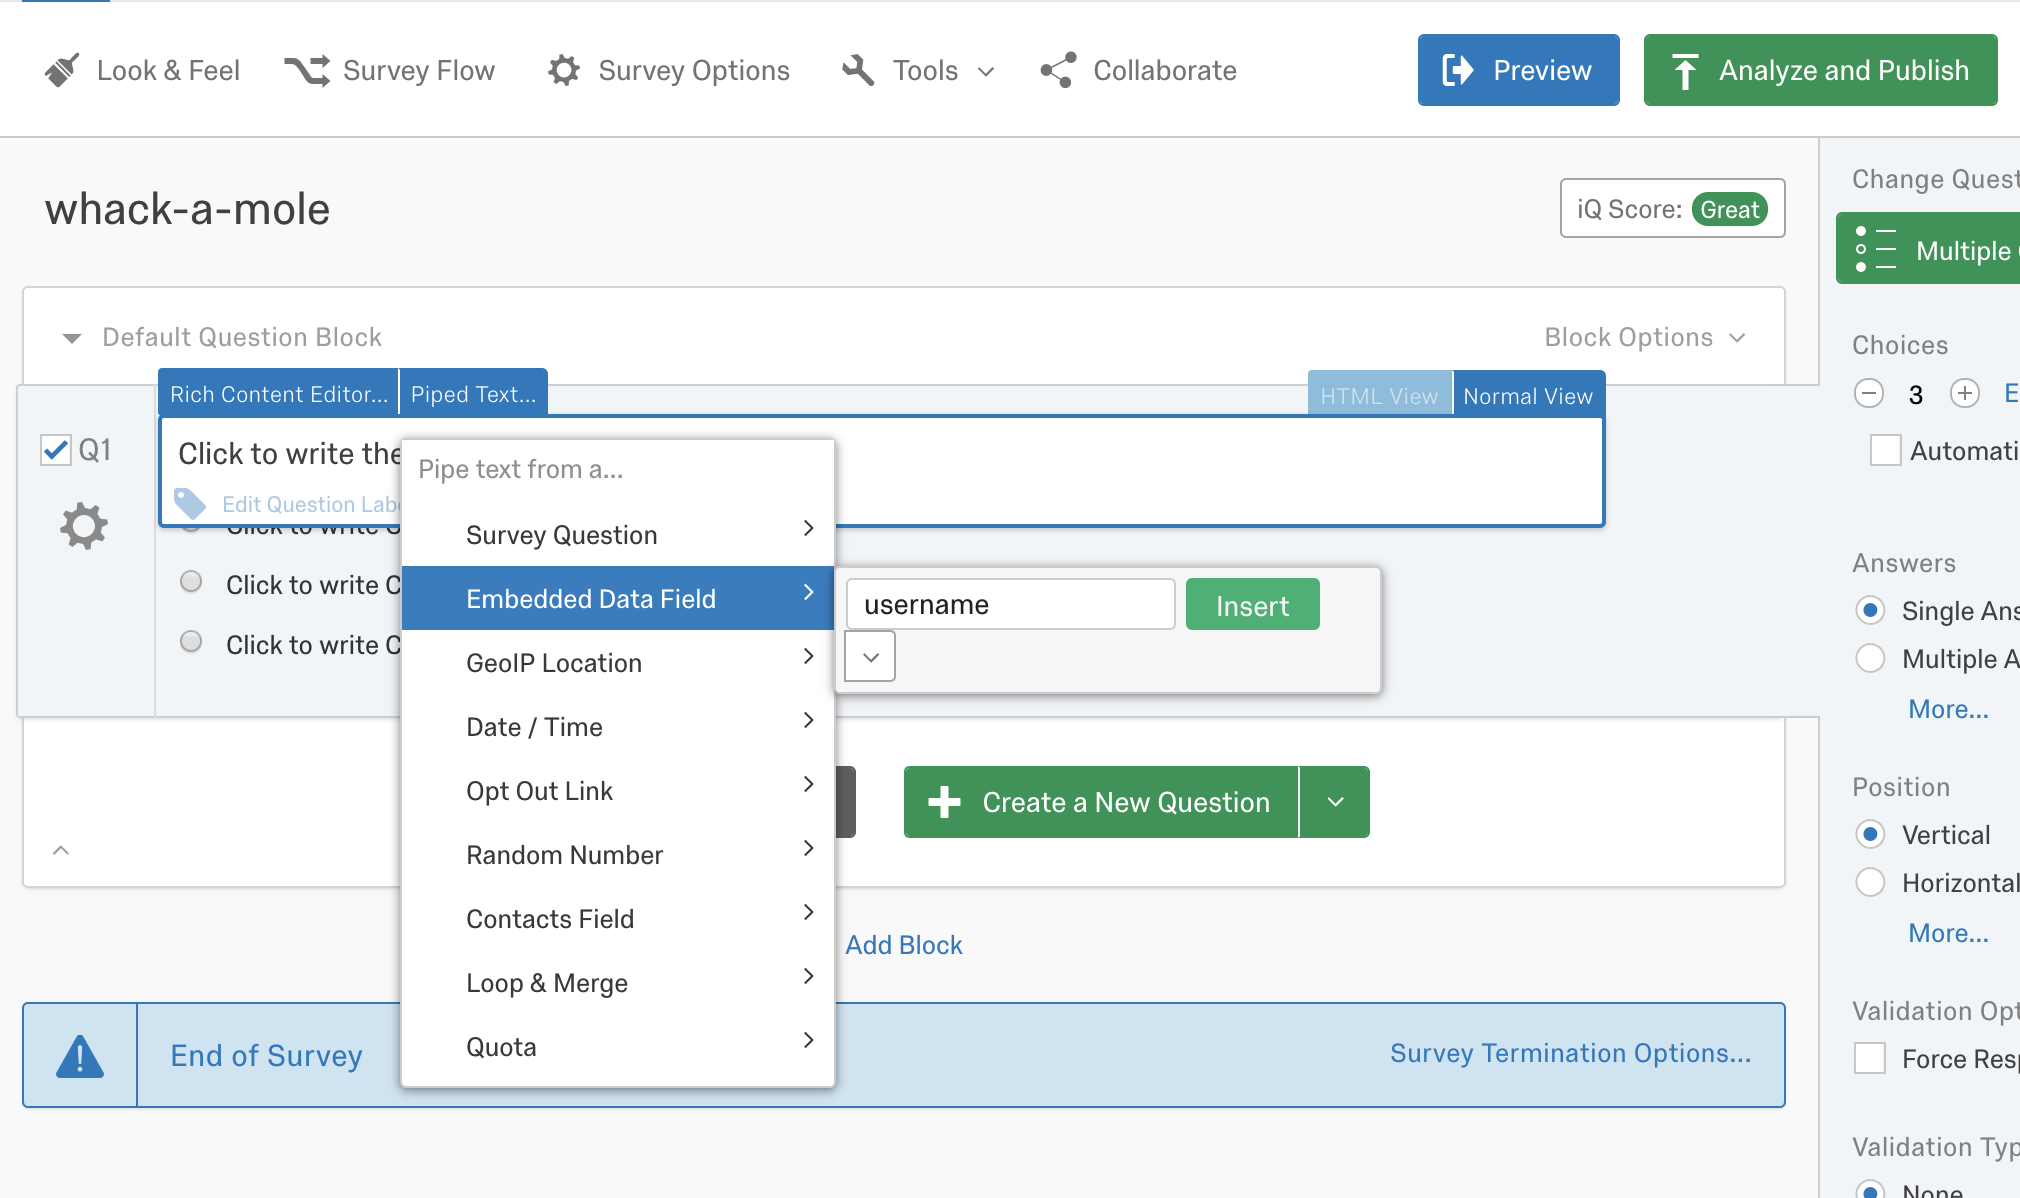 Look & Feel
Survey Flow
Survey Options
Tools
Collaborate
Preview
Analyze and Publish
whack-a-mole
iQ Score: Great
Default Question Block
Block Options
Rich Content Editor...
Piped Text...
HTML View
Normal View
Q1
Click to write the
Edit Question Lab
Click to write
Click to write C
Click to write C
Pipe text from a...
Survey Question
Embedded Data Field
GeoIP Location
Date / Time
Opt Out Link
Random Number
Contacts Field
Loop & Merge
Quota
username
Insert
Create a New Question
Add Block
End of Survey
Survey Termination Options...
Change Quest
Multiple
Choices
3
E
Automati
Answers
Single Ans
Multiple A
More...
Position
Vertical
Horizontal
More...
Validation Opt
Force Resp
Validation Typ
None